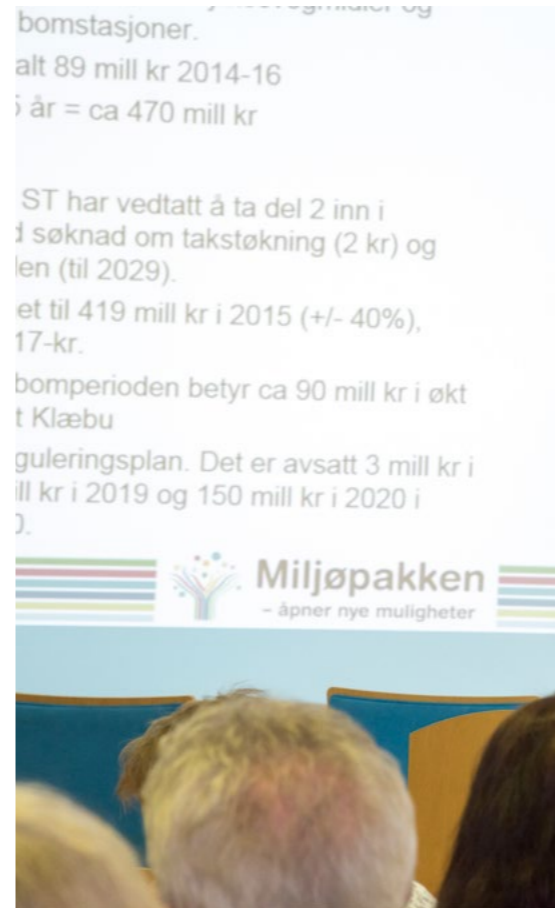 bomstasjoner.
alt 89 mill kr 2014-16
år = ca 470 mill kr
ST har vedtatt å ta del 2 inn i
søknad om takstøkning (2 kr) og
en (til 2029).
et til 419 mill kr i 2015 (+/- 40%),
17-kr.
bomperioden betyr ca 90 mill kr i økt
t Klæbu
guleringsplan. Det er avsatt 3 mill kr i
ill kr i 2019 og 150 mill kr i 2020 i
Miljøpakken
– åpner nye muligheter